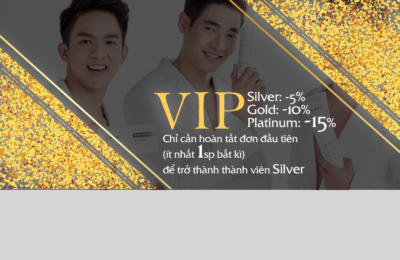 VIP
Silver: -5%
Gold: -10%
Platinum: -15%
Chỉ cần hoàn tất đơn đầu tiên
(ít nhất 1sp bất kì)
để trở thành thành viên Silver